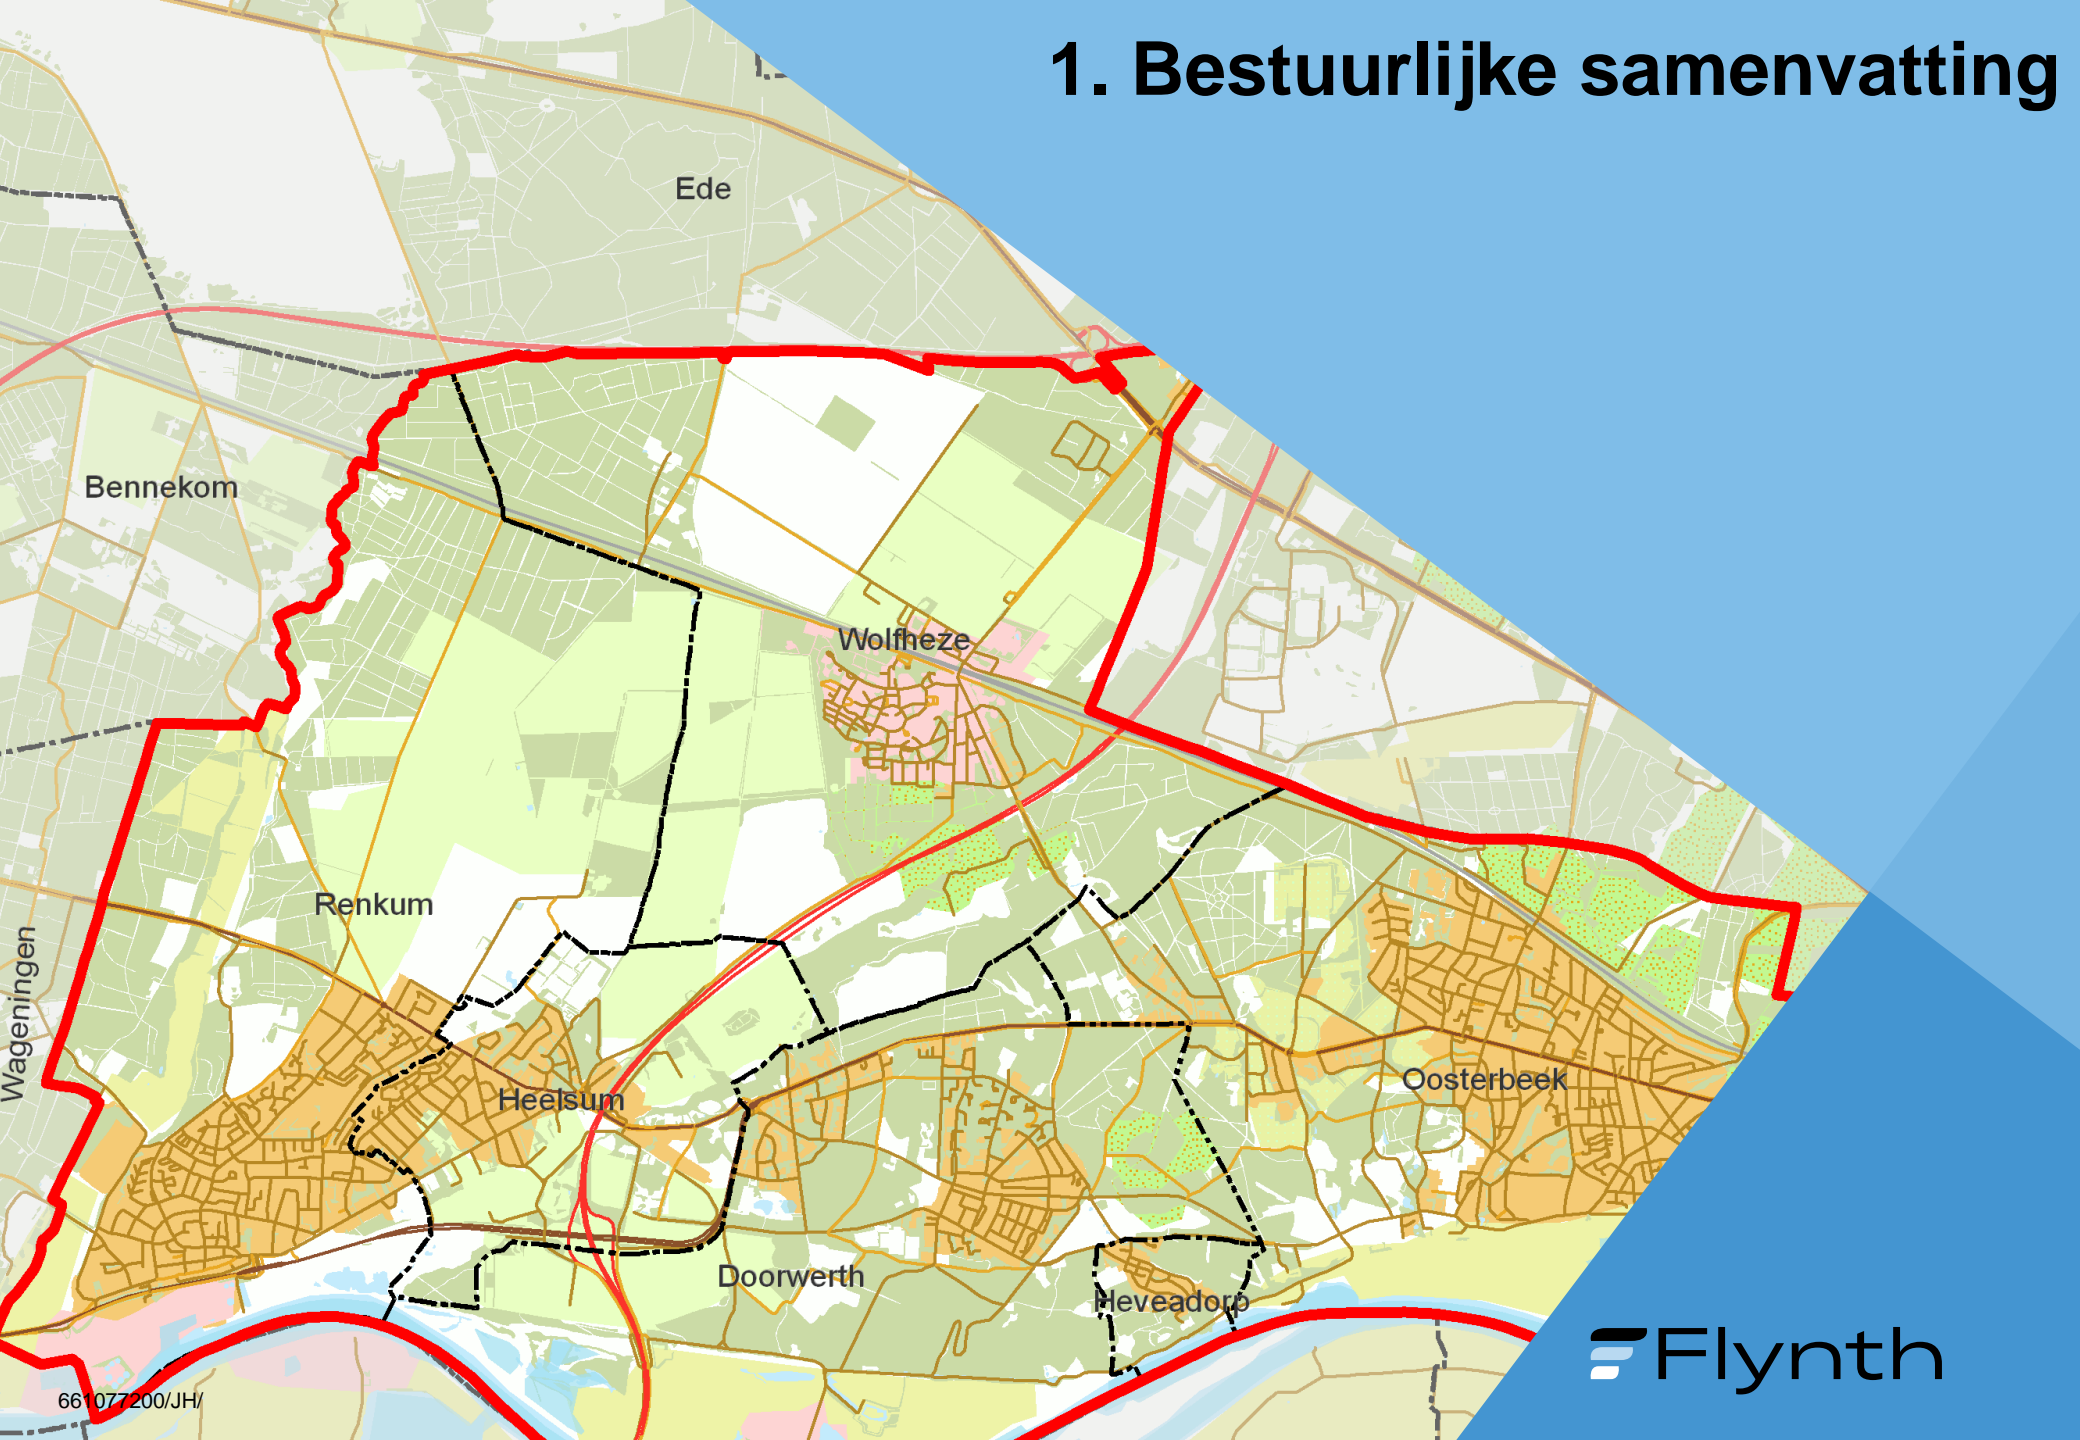 1. Bestuurlijke samenvatting
Ede
Bennekom
Wolfheze
Renkum
Wageningen
Heelsum
Oosterbeek
Doorwerth
Heveadorp
Flynth
661077200/JH/